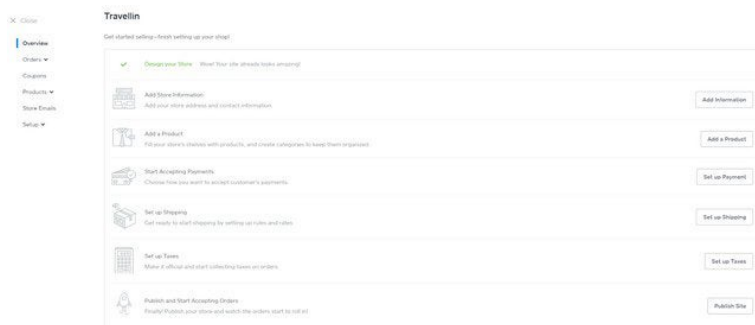 Travellin
× Close
Get started selling—finish setting up your shop!
Overview
Orders
Coupons
Products
Store Emails
Setup
Design your Store Wow! Your site already looks amazing!
Add Store Information
Add your store address and contact information
Add Information
Add a Product
Fill your store's shelves with products, and create categories to keep them organized
Add a Product
Start Accepting Payments
Choose how you want to accept customer's payments.
Set up Payment
Set up Shipping
Get ready to start shipping by setting up rules and rates
Set up Shipping
Set up Taxes
Make it official and start collecting taxes on orders
Set up Taxes
Publish and Start Accepting Orders
Finally! Publish your store and watch the orders start to roll in!
Publish Site